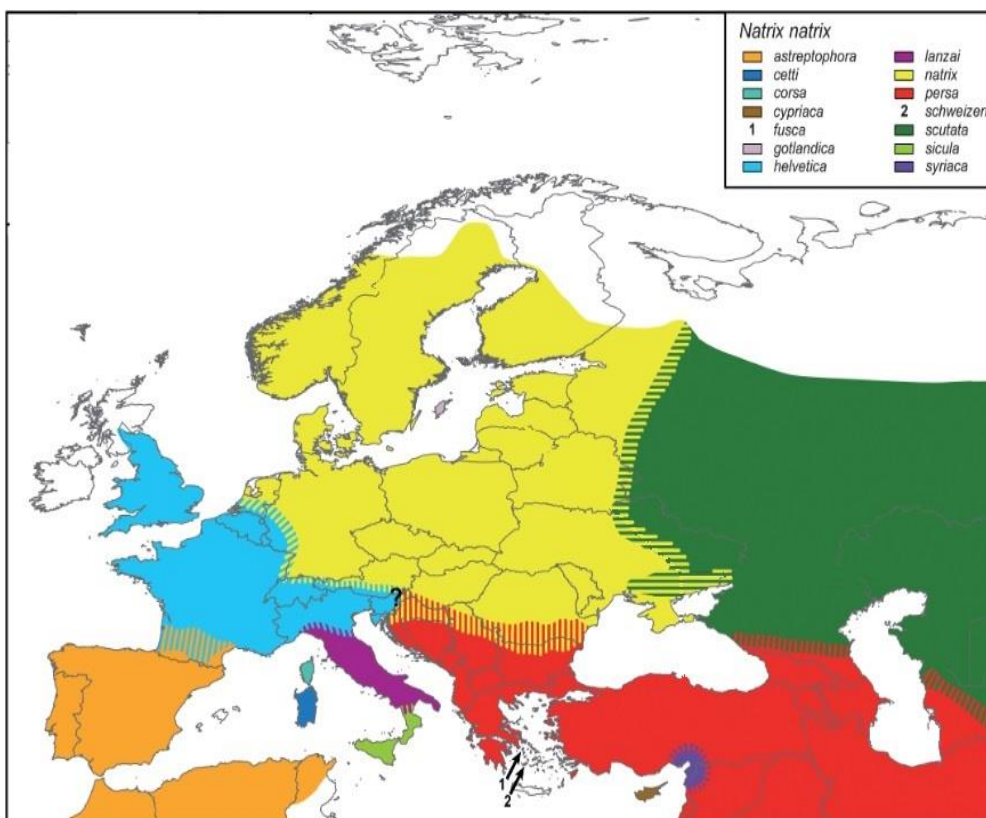 Natrix natrix
astreptophora
cetti
corsa
cypriaca
1 fusca
gotlandica
helvetica
lanzai
natrix
persa
2 schweizeri
scutata
sicula
syriaca
?
1
2